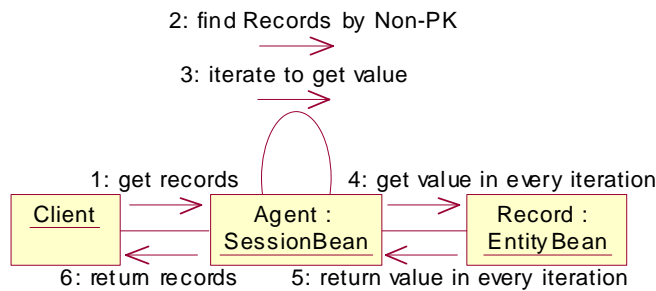 2: find Records by Non-PK
3: iterate to get value
1: get records
4: get value in every iteration
Client
Agent :
SessionBean
Record :
EntityBean
6: return records
5: return value in every iteration